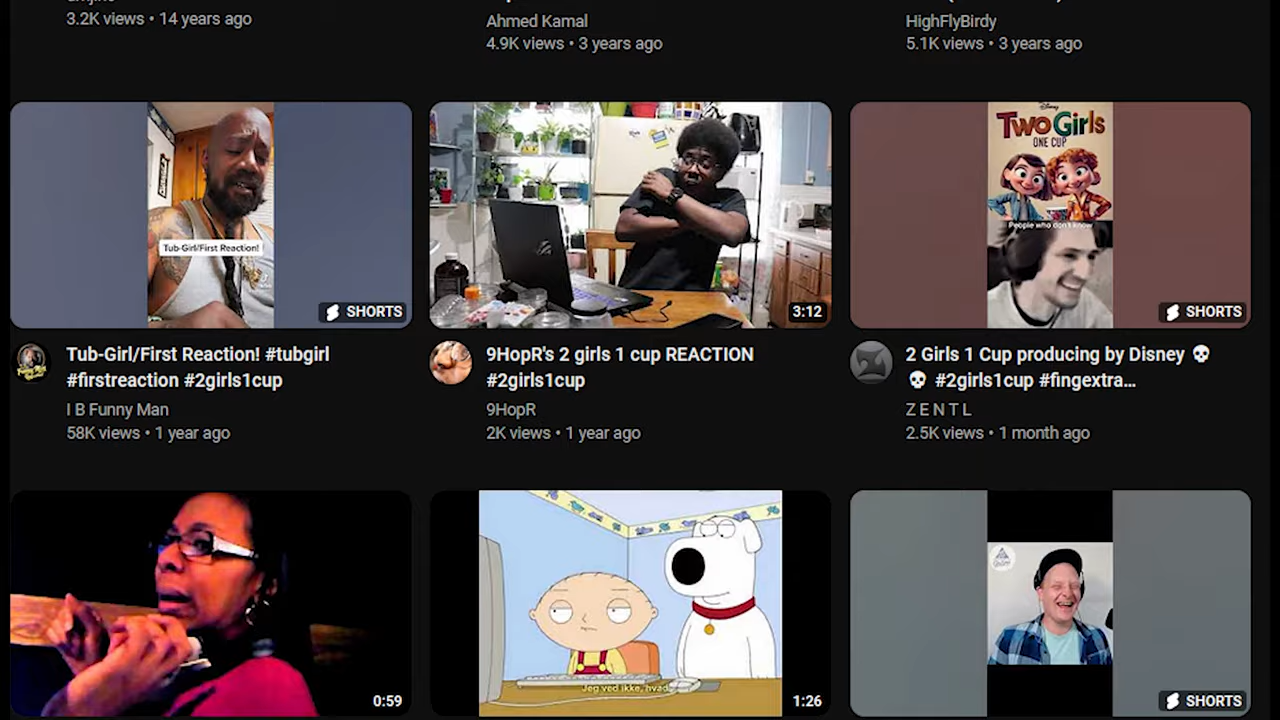 3.2K views • 14 years ago
Ahmed Kamal
4.9K views • 3 years ago
HighFlyBirdy
5.1K views • 3 years ago
Tub-Girl/First Reaction!
SHORTS
3:12
Disney
Two Girls
ONE CUP
People who don't know
SHORTS
Tub-Girl/First Reaction! #tubgirl
#firstreaction #2girls1cup
I B Funny Man
58K views • 1 year ago
9HopR's 2 girls 1 cup REACTION
#2girls1cup
9HopR
2K views • 1 year ago
2 Girls 1 Cup producing by Disney 💀
💀 #2girls1cup #fingextra...
Z E N T L
2.5K views • 1 month ago
0:59
Jeg ved ikke, hvad
1:26
SHORTS